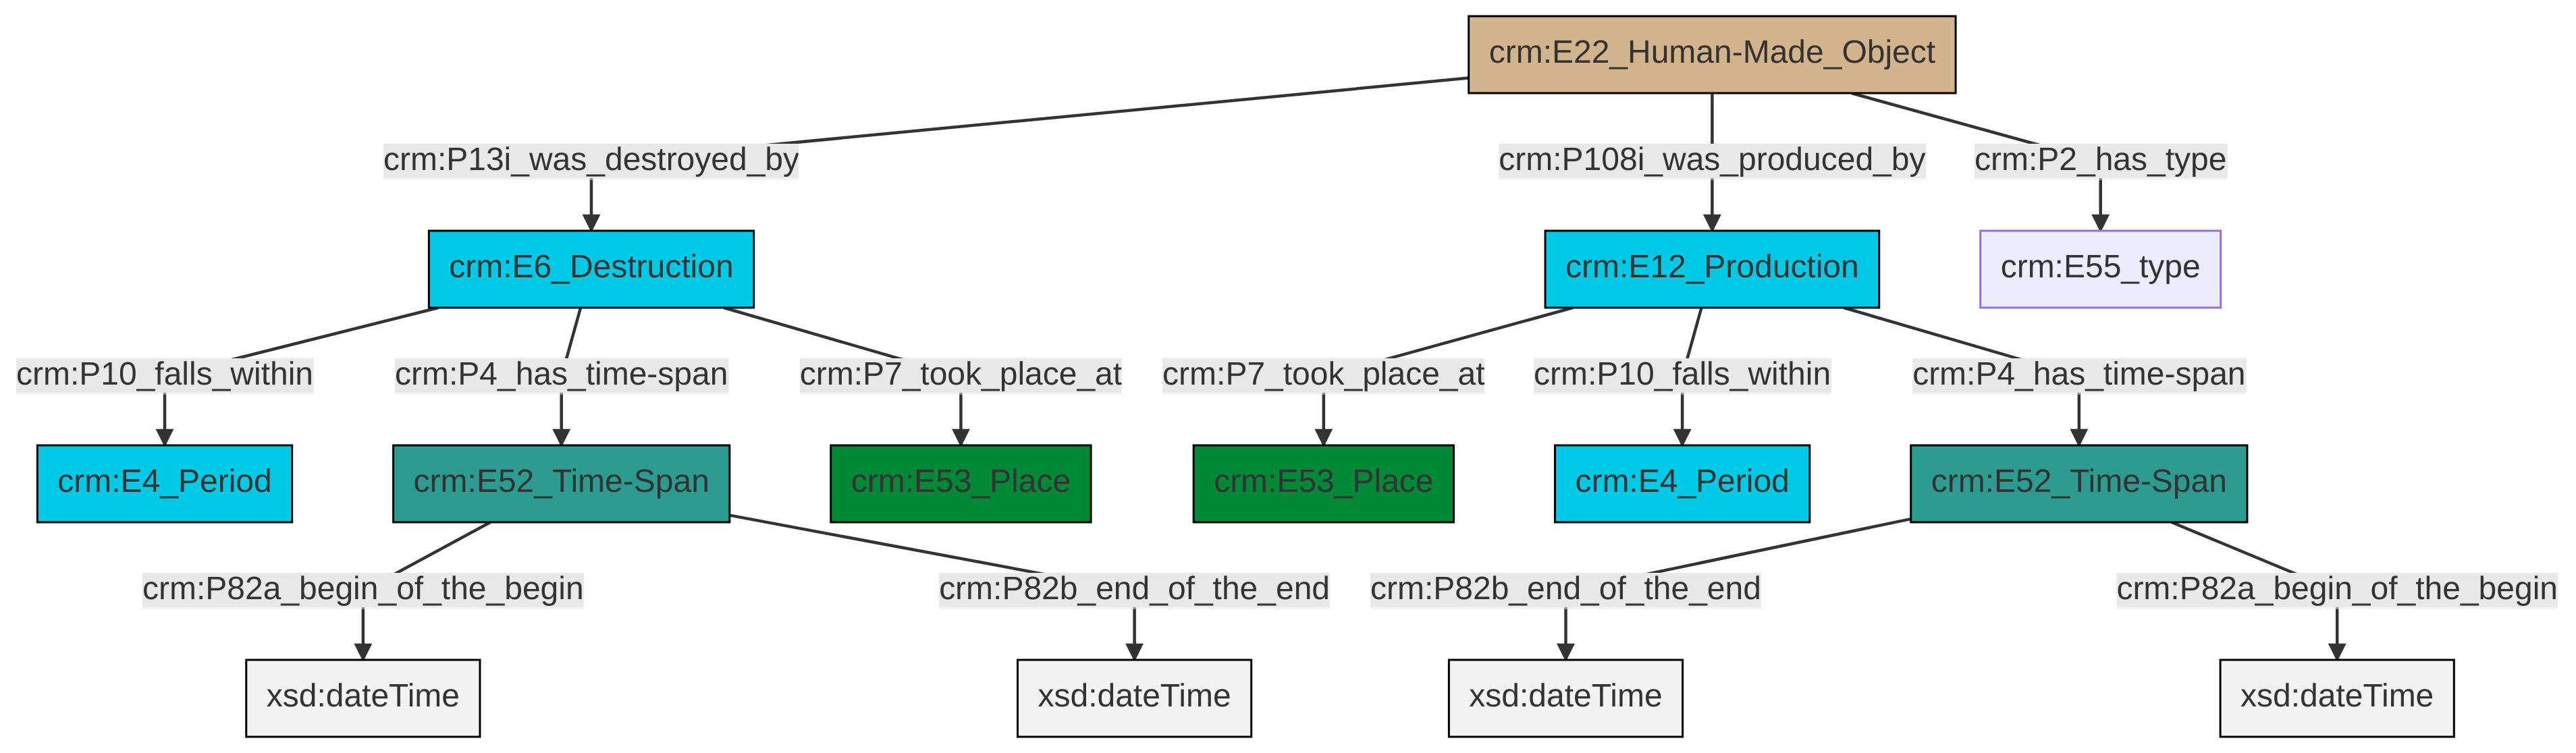 crm:E22_Human-Made_Object
crm:P13i_was_destroyed_by
crm:P108i_was_produced_by
crm:P2_has_type
crm:E6_Destruction
crm:E12_Production
crm:E55_type
crm:P10_falls_within
crm:P4_has_time-span
crm:P7_took_place_at
crm:P7_took_place_at
crm:P10_falls_within
crm:P4_has_time-span
crm:E4_Period
crm:E52_Time-Span
crm:E53_Place
crm:E53_Place
crm:E4_Period
crm:E52_Time-Span
crm:P82a_begin_of_the_begin
crm:P82b_end_of_the_end
crm:P82b_end_of_the_end
crm:P82a_begin_of_the_begin
xsd:dateTime
xsd:dateTime
xsd:dateTime
xsd:dateTime